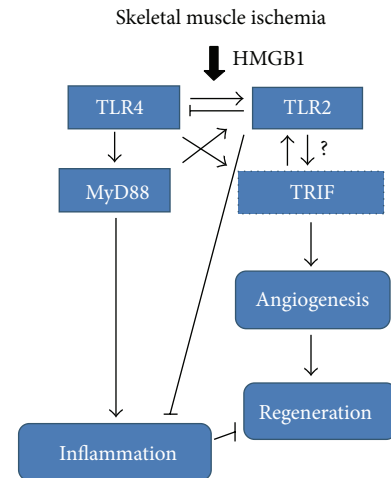 Skeletal muscle ischemia
HMGB1
TLR4
TLR2
?
MyD88
TRIF
Angiogenesis
Regeneration
Inflammation